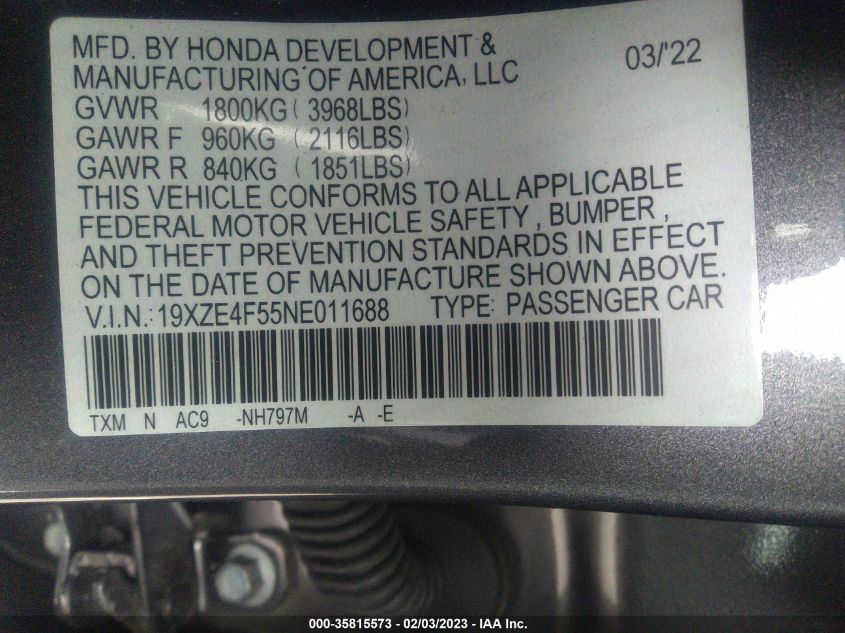 MFD. BY HONDA DEVELOPMENT & 03/'22
MANUFACTURING OF AMERICA, LLC
GVWR 1800KG ( 3968LBS)
GAWR F 960KG ( 2116LBS)
GAWR R 840KG ( 1851LBS)
THIS VEHICLE CONFORMS TO ALL APPLICABLE
FEDERAL MOTOR VEHICLE SAFETY , BUMPER ,
AND THEFT PREVENTION STANDARDS IN EFFECT
ON THE DATE OF MANUFACTURE SHOWN ABOVE.
V.I.N.: 19XZE4F55NE011688 TYPE: PASSENGER CAR
TXM N AC9 -NH797M -A -E
000-35815573 - 02/03/2023 - IAA Inc.